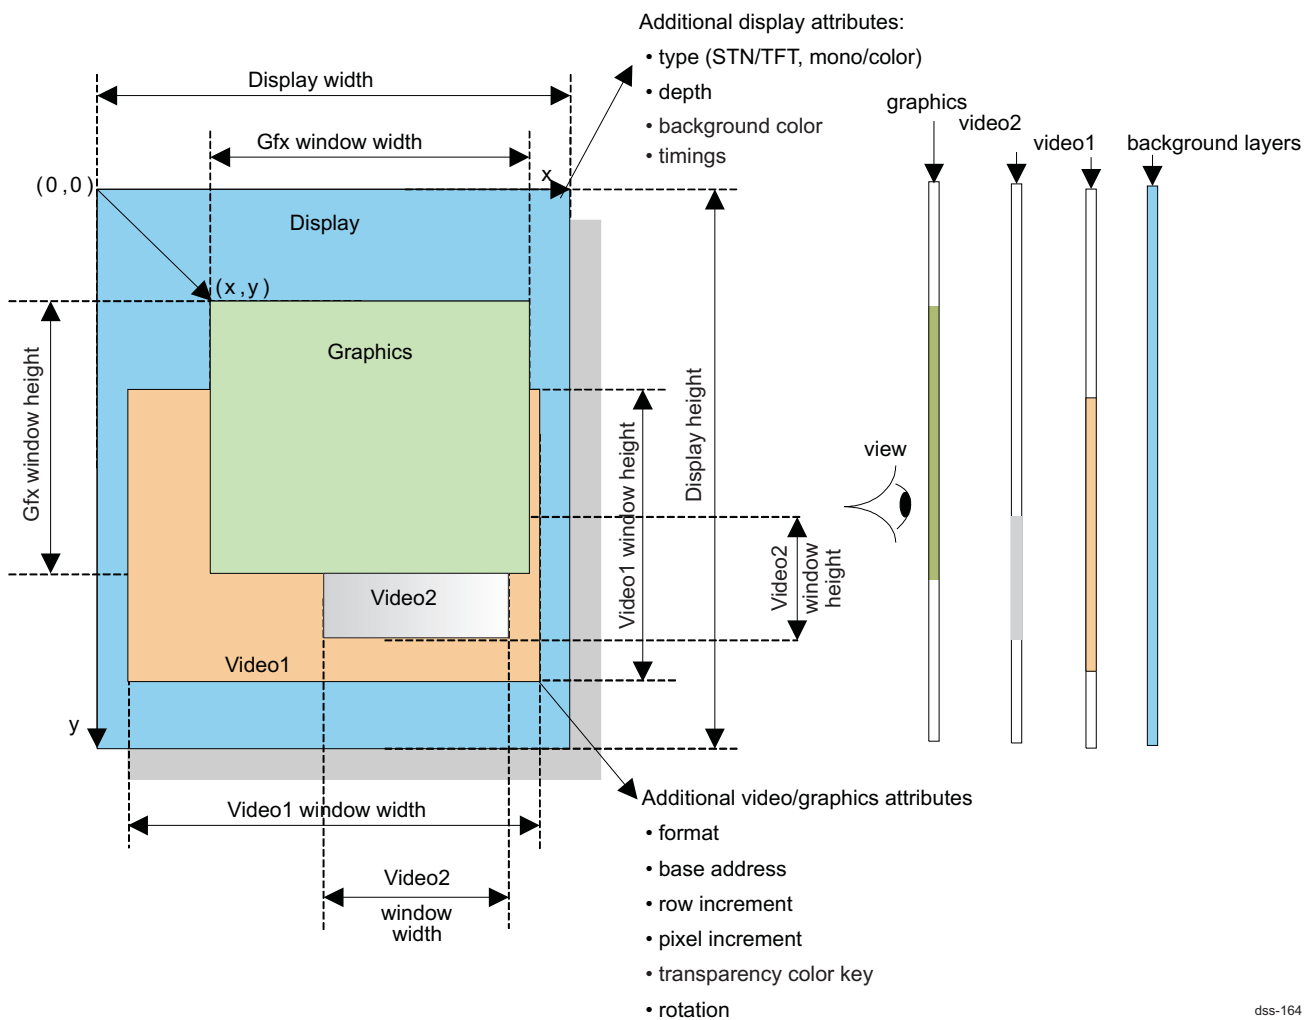 Additional display attributes:
• type (STN/TFT, mono/color)
• depth
• background color
• timings
Display width
Gfx window width
(0,0)
x
Display
(x,y)
Graphics
Gfx window height
Video1 window height
Display height
Video2
window
height
Video2
Video1
y
Video1 window width
Video2
window
width
graphics
video2
video1
background layers
view
Additional video/graphics attributes
• format
• base address
• row increment
• pixel increment
• transparency color key
• rotation
dss-164